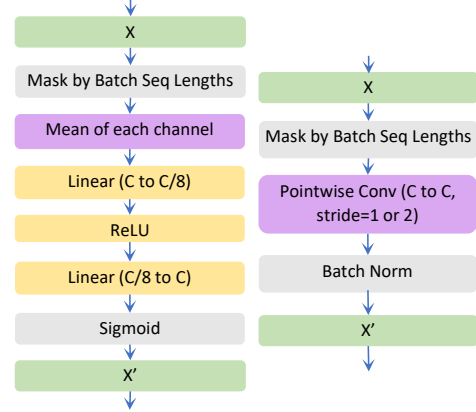 X
Mask by Batch Seq Lengths
Mean of each channel
Linear (C to C/8)
ReLU
Linear (C/8 to C)
Sigmoid
X'
X
Mask by Batch Seq Lengths
Pointwise Conv (C to C,
stride=1 or 2)
Batch Norm
X'